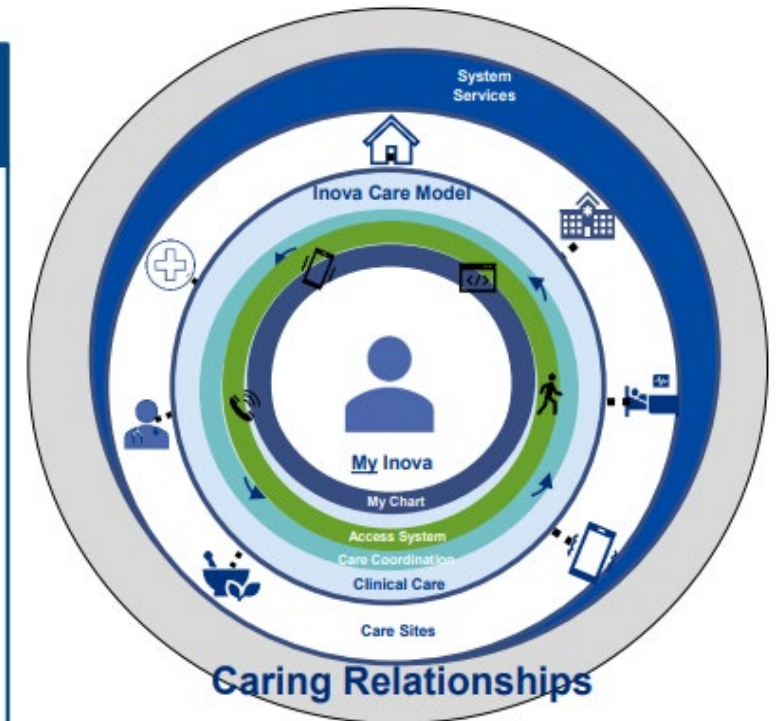 System
Services
Inova Care Model
</>
My Inova
My Chart
Access System
Care Coordination
Clinical Care
Care Sites
Caring Relationships